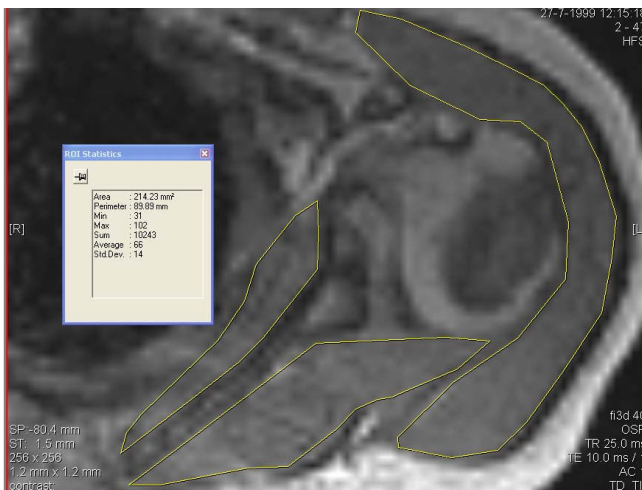 27-7-1999 12:15:18
2 - 47
HFS
ROI Statistics
Area : 214.23 mm²
Perimeter : 89.89 mm
Min : 31
Max : 102
Sum : 10243
Average : 66
Std.Dev. : 14
[R]
[L
SP:-80.4 mm
ST: 1.5 mm
256 x 256
1.2 mm x 1.2 mm
contrast:
fi3d 40
OSP
TR 25.0 ms
TE 10.0 ms /
AC
TD